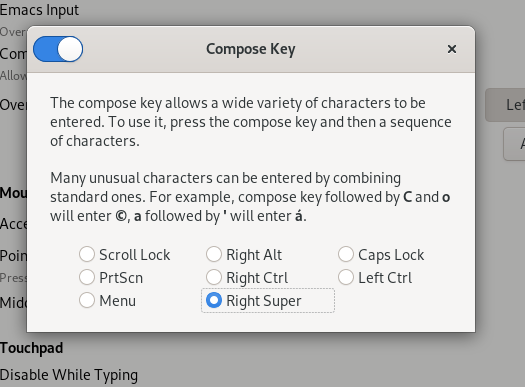 Emacs Input
Over
Compose Key
Com
Allow
Over
Lef
The compose key allows a wide variety of characters to be
entered. To use it, press the compose key and then a sequence
of characters.
A
Many unusual characters can be entered by combining
standard ones. For example, compose key followed by C and o
will enter ©, a followed by ' will enter á.
Mou
Acce
Scroll Lock Right Alt Caps Lock
Poin
Press
PrtScn Right Ctrl Left Ctrl
Midd
Menu Right Super
Touchpad
Disable While Typing